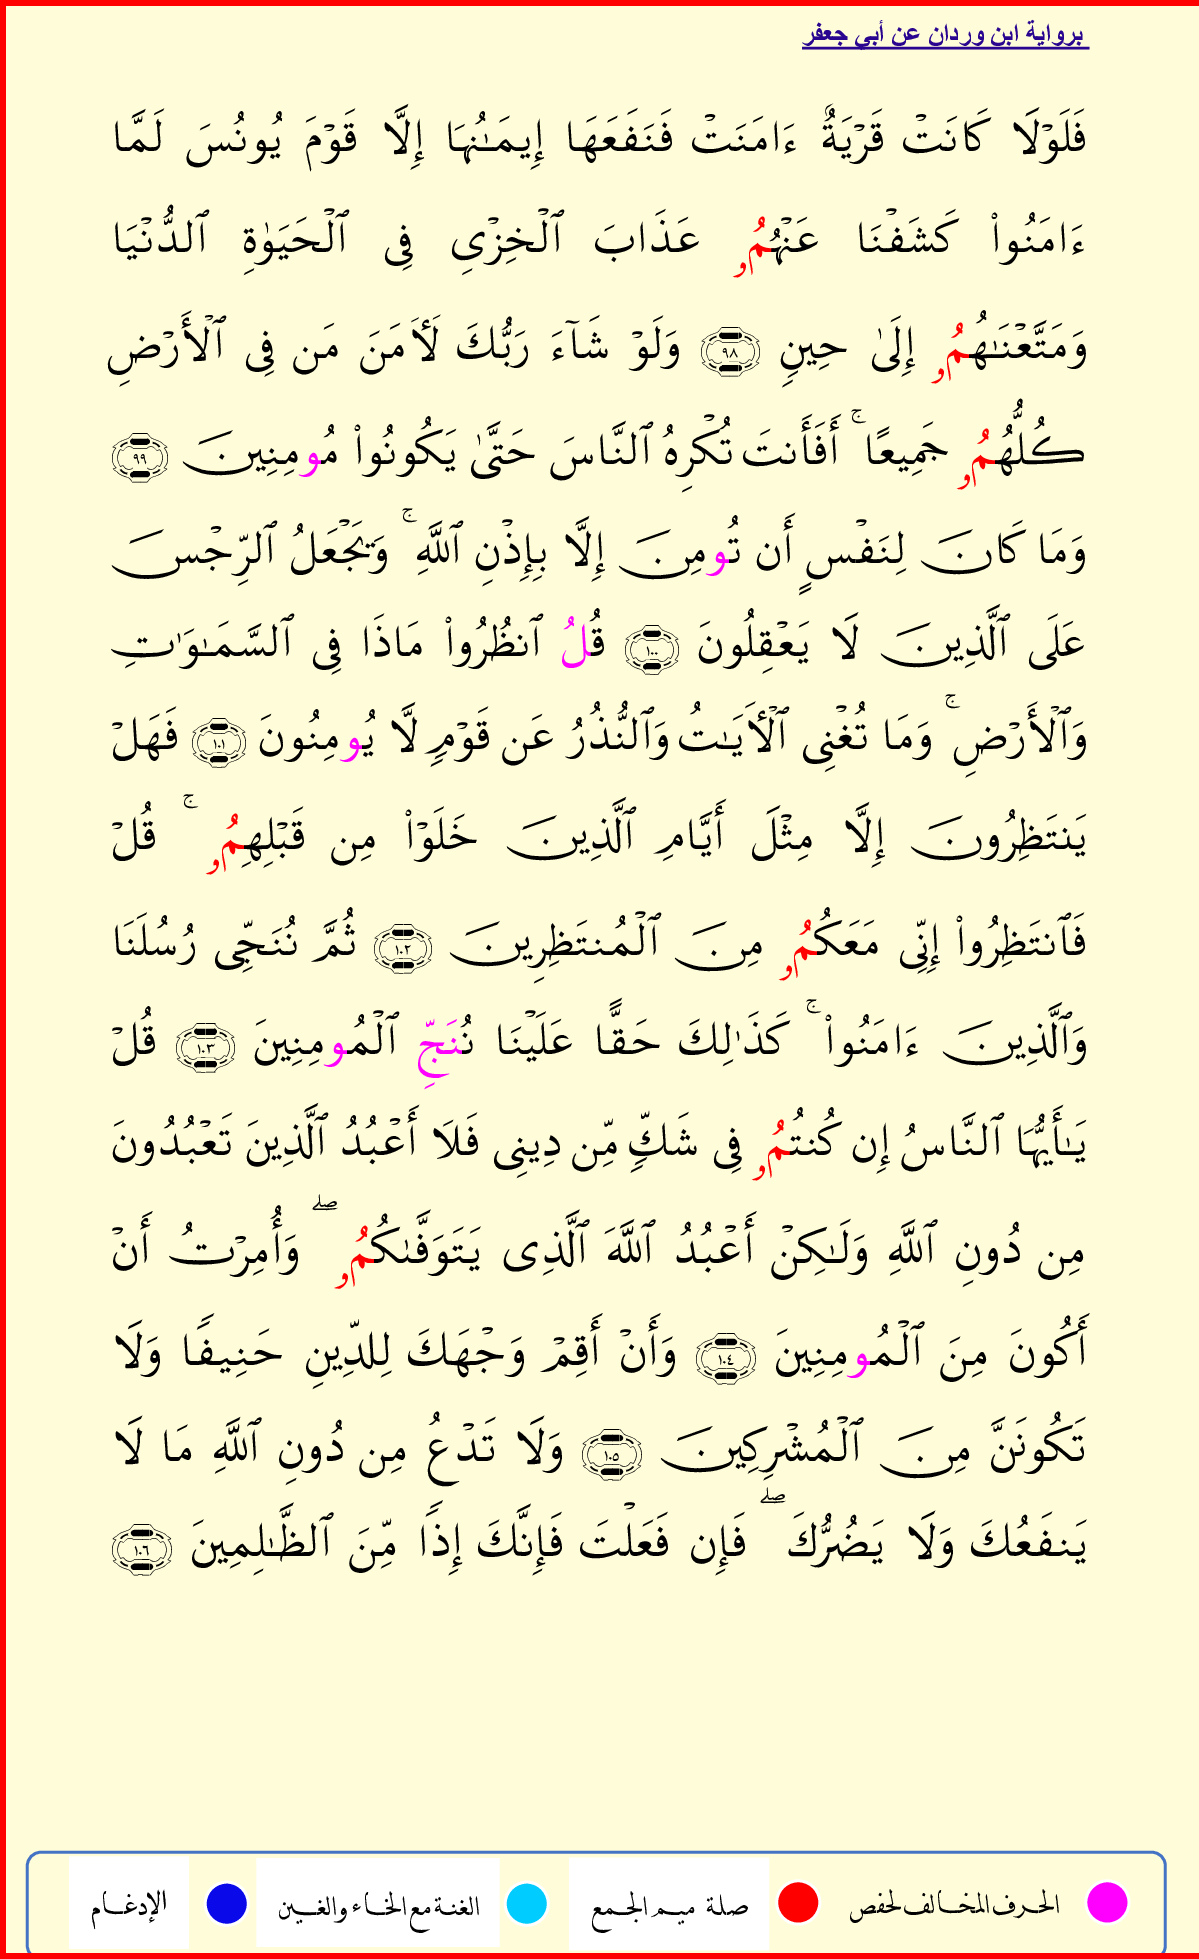 برواية ابن وردان عن أبي جعفر
فَلَوۡلَا كَانَتۡ قَرۡيَةٌ ءَامَنَتۡ فَنَفَعَهَا إِيمَـٰنُهَا إِلَّا قَوۡمَ يُونُسَ لَمَّا
ءَامَنُواْ كَشَفۡنَا عَنۡهُمُۥ عَذَابَ ٱلۡخِزۡيِ فِى ٱلۡحَيَوٰةِ ٱلدُّنۡيَا
وَمَتَّعۡنَـٰهُمُۥ إِلَىٰ حِينٍ ٩٨ وَلَوۡ شَآءَ رَبُّكَ لَأَمَنَ مَن فِى ٱلۡأَرۡضِ
كُلُّهُمُۥ جَمِيعًا ۚ أَفَأَنتَ تُكۡرِهُ ٱلنَّاسَ حَتَّىٰ يَكُونُواْ مُومِنِينَ ٩٩
وَمَا كَانَ لِنَفۡسٍ أَن تُومِنَ إِلَّا بِإِذۡنِ ٱللَّهِ ۚ وَيَجۡعَلُ ٱلرِّجۡسَ
عَلَى ٱلَّذِينَ لَا يَعۡقِلُونَ ١٠٠ قُلُ ٱنظُرُواْ مَاذَا فِى ٱلسَّمَـٰوَٰتِ
وَٱلۡأَرۡضِ ۚ وَمَا تُغۡنِى ٱلۡأَيَـٰتُ وَٱلنُّذُرُ عَن قَوۡمٍ لَّا يُومِنُونَ ١٠١ فَهَلۡ
يَنتَظِرُونَ إِلَّا مِثۡلَ أَيَّامِ ٱلَّذِينَ خَلَوۡاْ مِن قَبۡلِهِمُۥ ۚ قُلۡ
فَٱنتَظِرُواْ إِنِّى مَعَكُمُۥ مِنَ ٱلۡمُنتَظِرِينَ ١٠٢ ثُمَّ نُنَجِّى رُسُلَنَا
وَٱلَّذِينَ ءَامَنُواْ ۚ كَذَٰلِكَ حَقًّا عَلَيۡنَا نُنَجِّ ٱلۡمُومِنِينَ ١٠٣ قُلۡ
يَـٰأَيُّهَا ٱلنَّاسُ إِن كُنتُمُۥ فِى شَكٍّ مِّن دِينِى فَلَا أَعۡبُدُ ٱلَّذِينَ تَعۡبُدُونَ
مِن دُونِ ٱللَّهِ وَلَـٰكِنۡ أَعۡبُدُ ٱللَّهَ ٱلَّذِى يَتَوَفَّىٰكُمُۥ ۖ وَأُمِرۡتُ أَنۡ
أَكُونَ مِنَ ٱلۡمُومِنِينَ ١٠٤ وَأَنۡ أَقِمۡ وَجۡهَكَ لِلدِّينِ حَنِيفًا وَلَا
تَكُونَنَّ مِنَ ٱلۡمُشۡرِكِينَ ١٠٥ وَلَا تَدۡعُ مِن دُونِ ٱللَّهِ مَا لَا
يَنفَعُكَ وَلَا يَضُرُّكَ ۖ فَإِن فَعَلۡتَ فَإِنَّكَ إِذًا مِّنَ ٱلظَّـٰلِمِينَ ١٠٦
الحرف المخالف لحفص صلة ميم الجمع الغنة مع الخاء والغين الإدغام